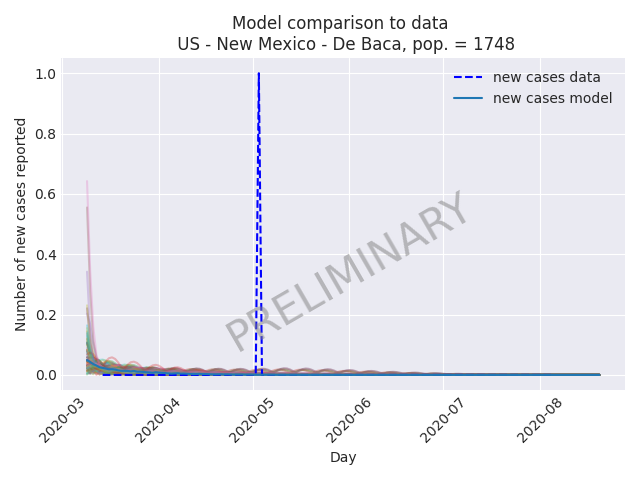 Model comparison to data
US - New Mexico - De Baca, pop. = 1748
new cases data
new cases model
Number of new cases reported
1.0
0.8
0.6
0.4
0.2
0.0
PRELIMINARY
2020-03
2020-04
2020-05
2020-06
2020-07
2020-08
Day